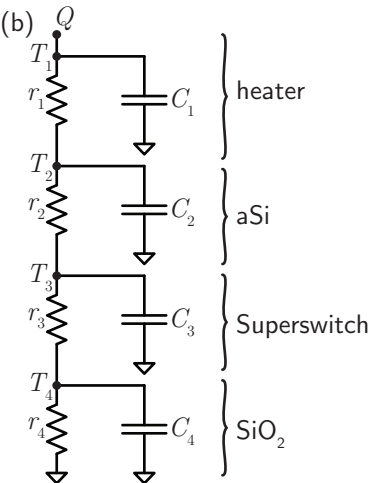 (b) Q
T₁
r₁ C₁ heater
T₂
r₂ C₂ aSi
T₃
r₃ C₃ Superswitch
T₄
r₄ C₄ SiO₂